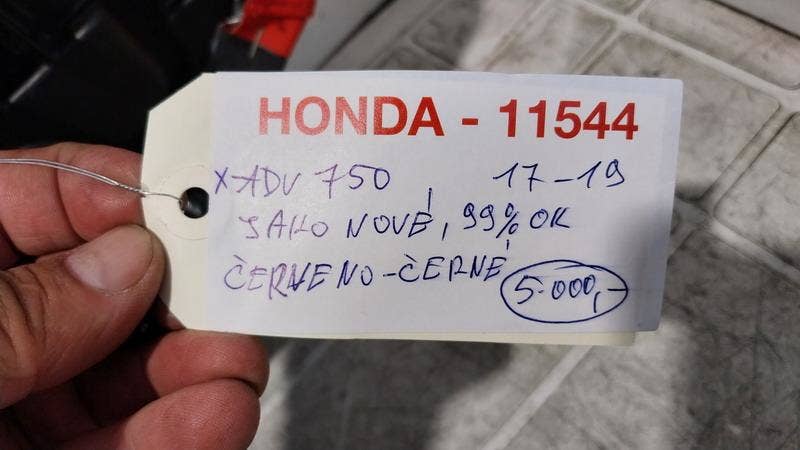 HONDA - 11544
X-ADV 750 17-19
JAKO NOVÉ, 99% OK
ČERVENO-ČERNÉ
5.000,-